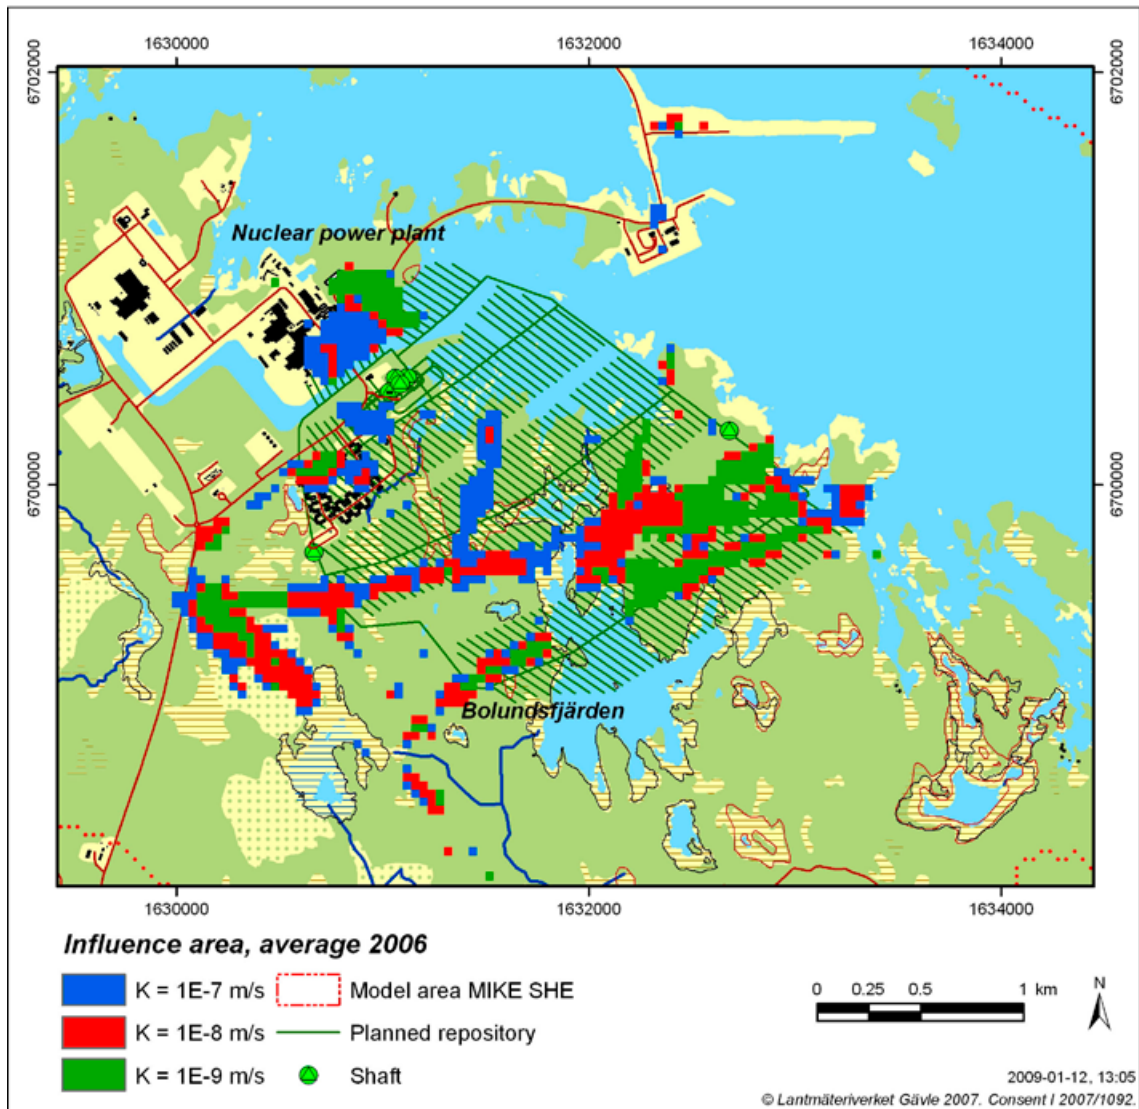 1630000 1632000 1634000
6702000 6702000
Nuclear power plant
6700000 6700000
Bolundsfjärden
1630000 1632000 1634000
Influence area, average 2006
K = 1E-7 m/s Model area MIKE SHE
K = 1E-8 m/s Planned repository
K = 1E-9 m/s Shaft
0 0.25 0.5 1 km
N
2009-01-12, 13:05
© Lantmäteriverket Gävle 2007. Consent I 2007/1092.